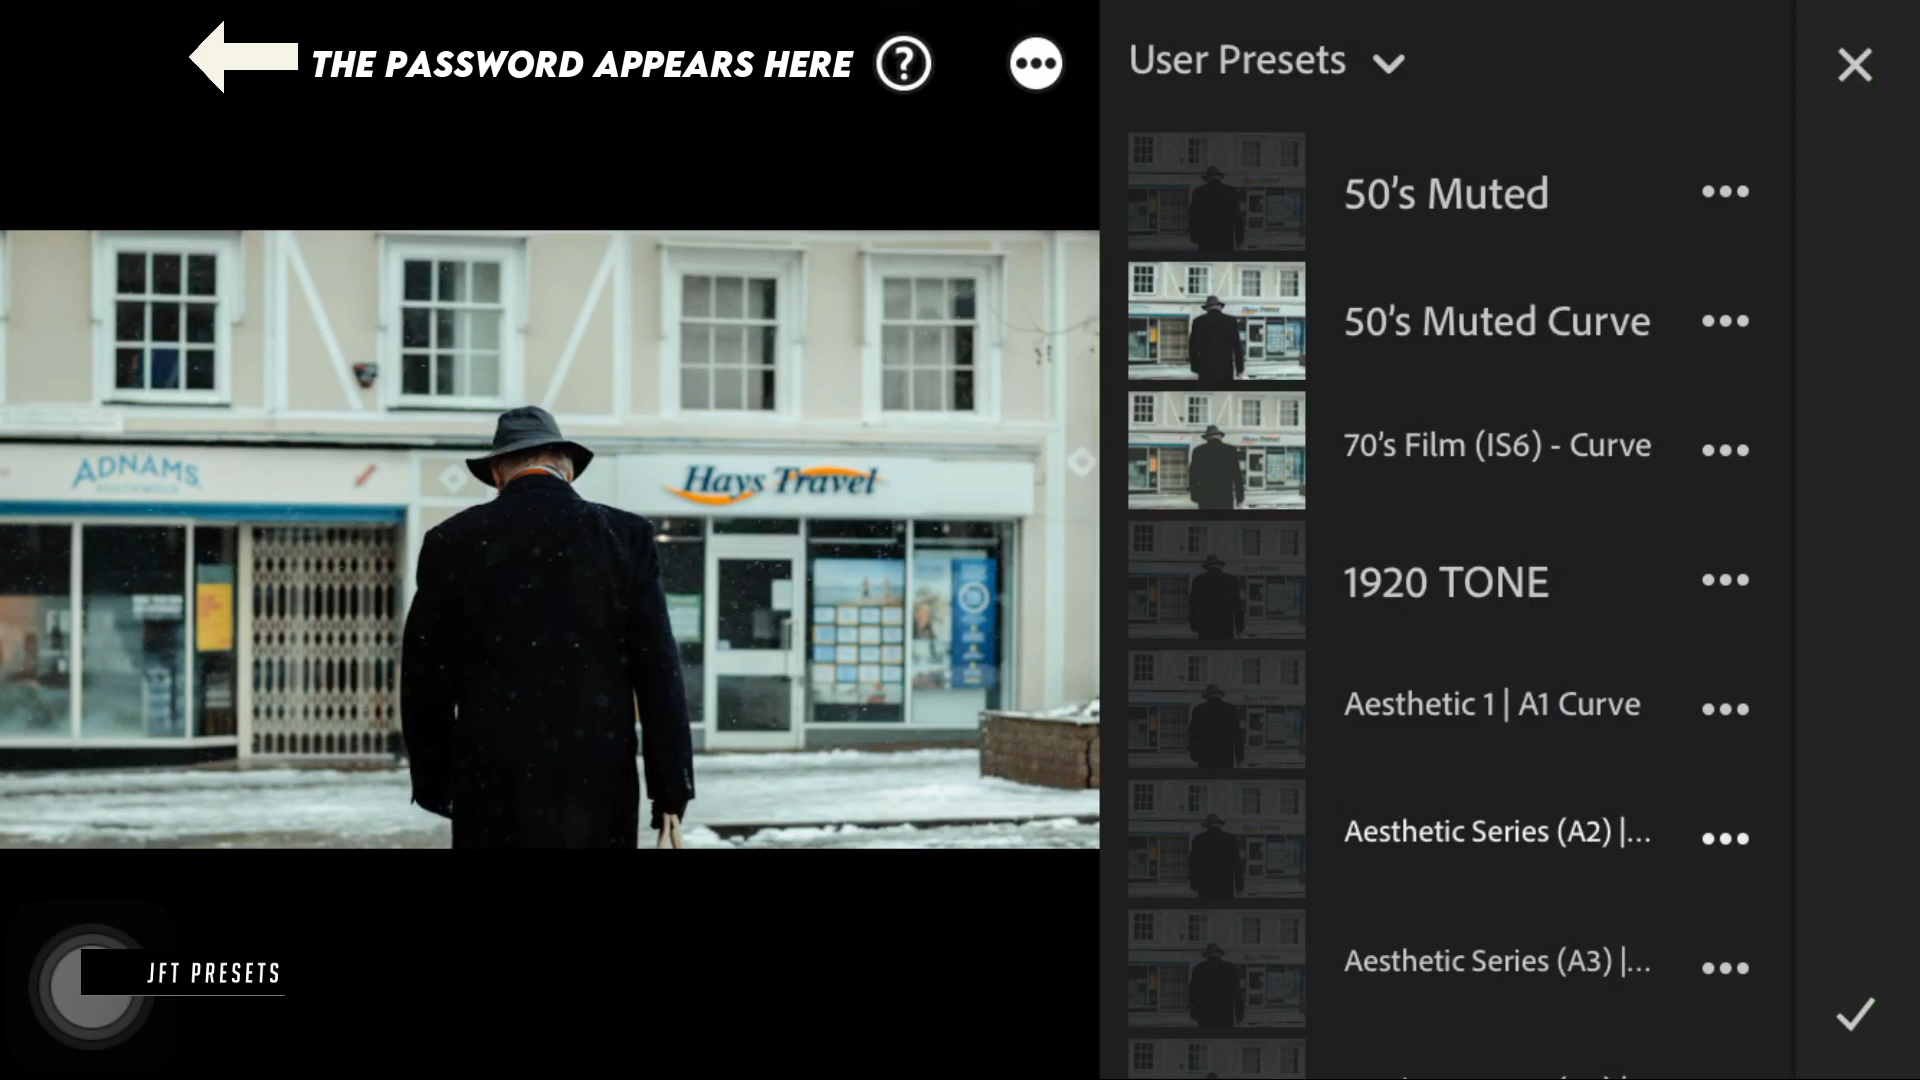 THE PASSWORD APPEARS HERE
User Presets
50's Muted
50's Muted Curve
70's Film (IS6) - Curve
1920 TONE
Aesthetic 1 | A1 Curve
Aesthetic Series (A2) |...
Aesthetic Series (A3) |...
ADNAMS
SOUTHWOLD
Hays Travel
JFT PRESETS